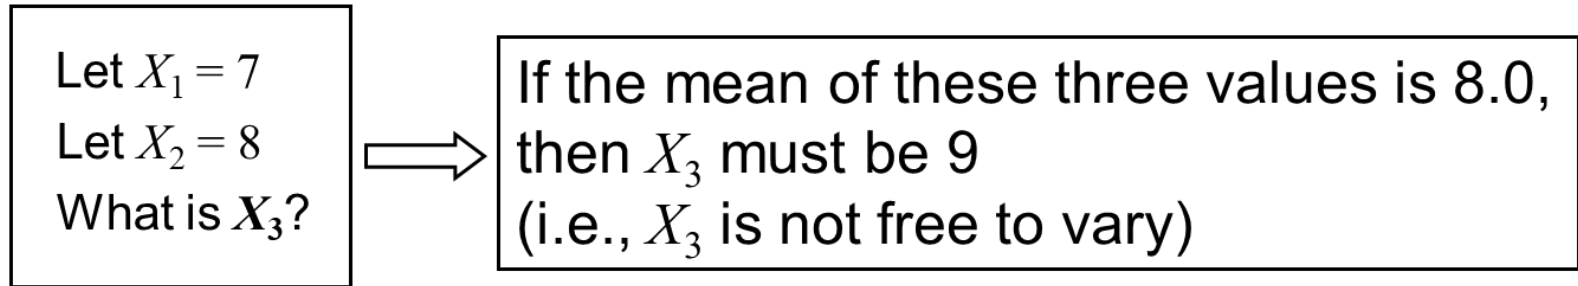 Let X₁ = 7
Let X₂ = 8
What is X₃?
If the mean of these three values is 8.0,
then X₃ must be 9
(i.e., X₃ is not free to vary)